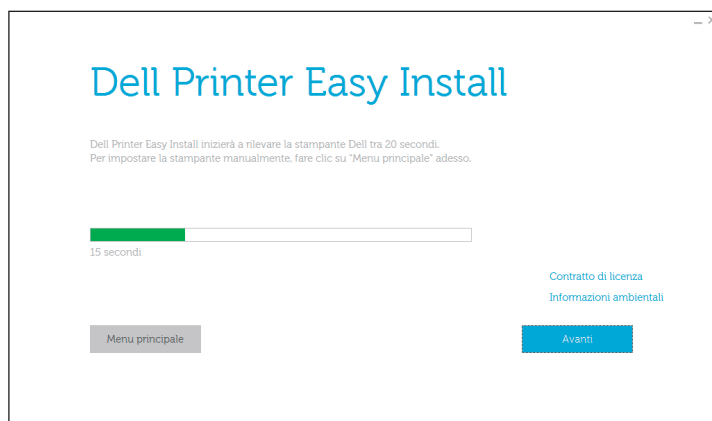 Dell Printer Easy Install
Dell Printer Easy Install inizierà a rilevare la stampante Dell tra 20 secondi.
Per impostare la stampante manualmente, fare clic su "Menu principale" adesso.
15 secondi
Contratto di licenza
Informazioni ambientali
Menu principale
Avanti